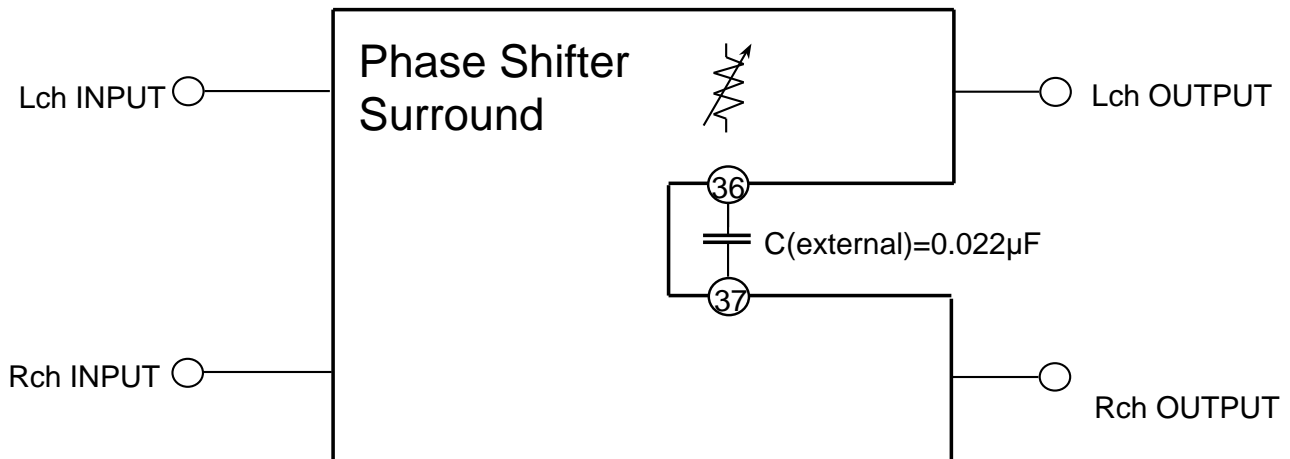 Phase Shifter
Surround
Lch INPUT
Lch OUTPUT
36
C(external)=0.022µF
37
Rch INPUT
Rch OUTPUT